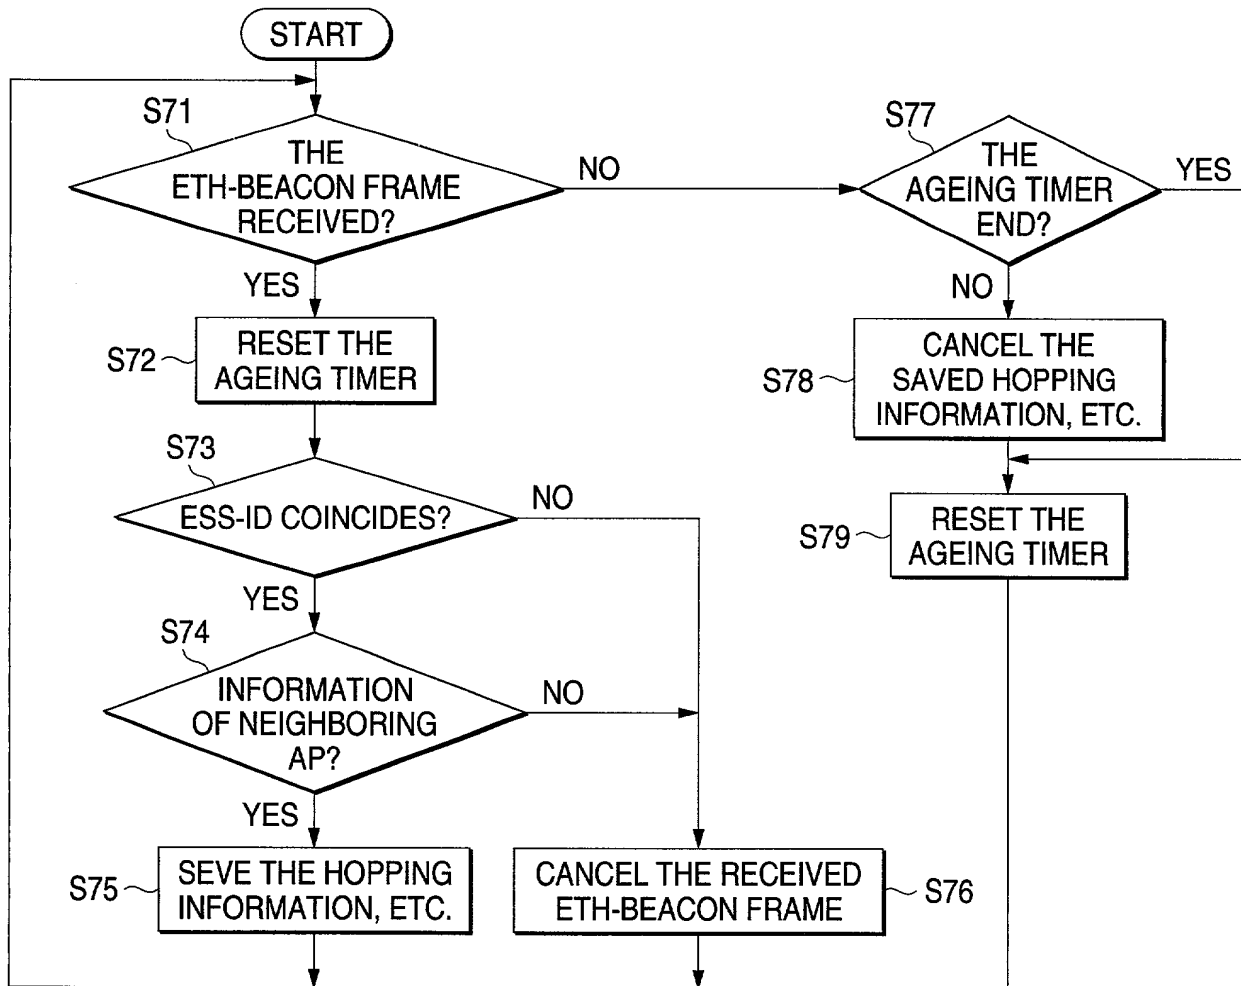 START
S71
THE
ETH-BEACON FRAME
RECEIVED?
NO
YES
S77
THE
AGEING TIMER
END?
YES
NO
S72
RESET THE
AGEING TIMER
S78
CANCEL THE
SAVED HOPPING
INFORMATION, ETC.
S73
ESS-ID COINCIDES?
NO
YES
S79
RESET THE
AGEING TIMER
S74
INFORMATION
OF NEIGHBORING
AP?
NO
YES
S75
SEVE THE HOPPING
INFORMATION, ETC.
CANCEL THE RECEIVED
ETH-BEACON FRAME
S76